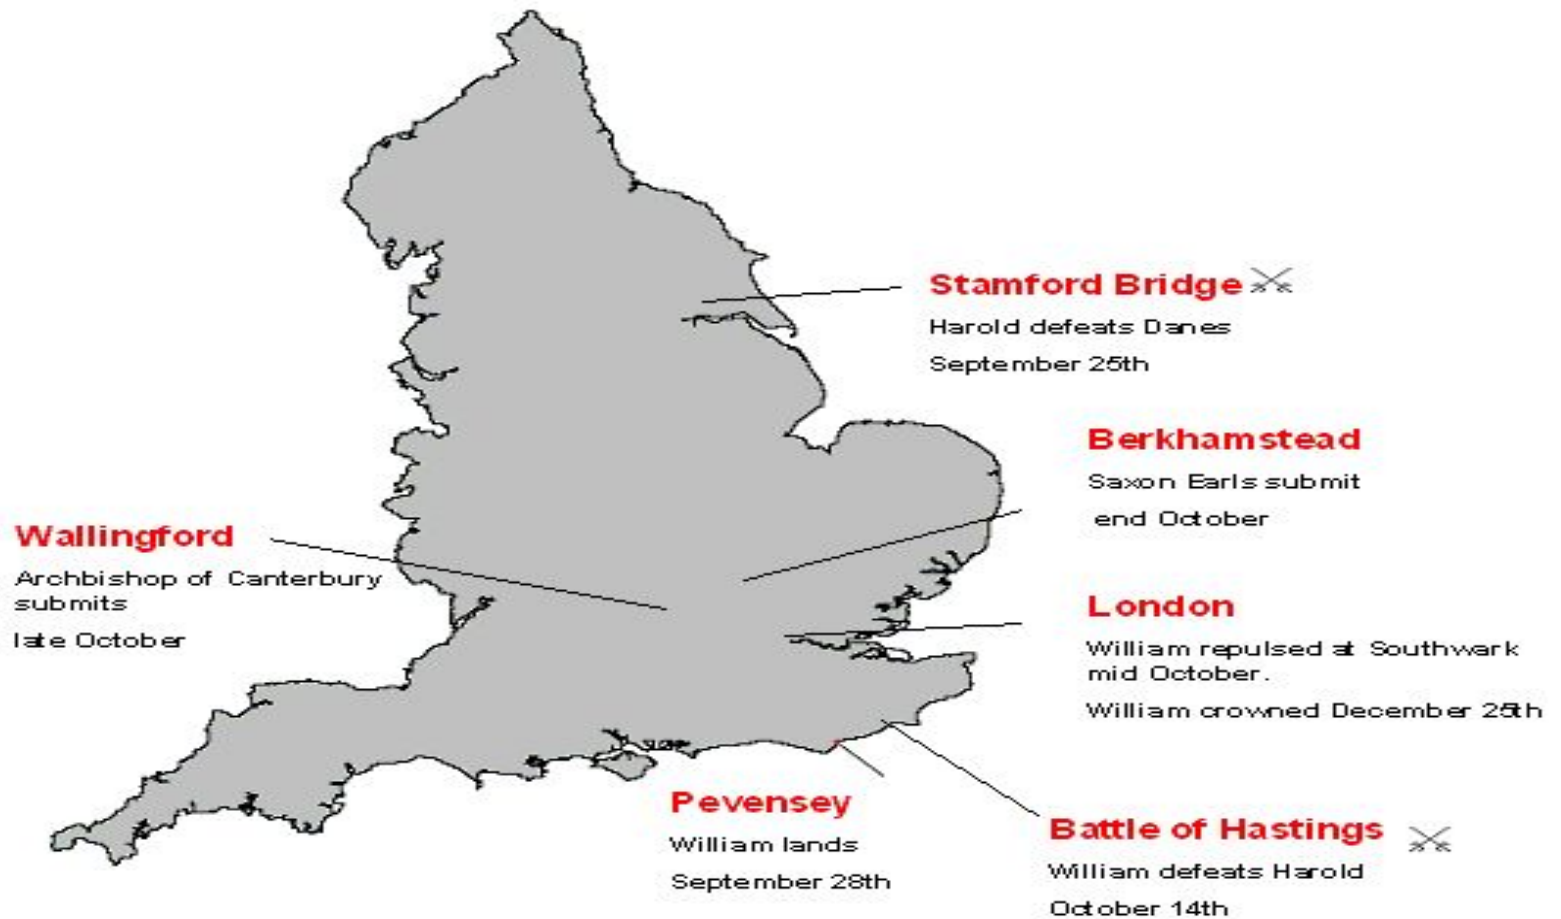 Stamford Bridge
Harold defeats Danes
September 25th
Berkhamstead
Saxon Earls submit
end October
Wallingford
Archbishop of Canterbury
submits
late October
London
William repulsed at Southwark
mid October.
William crowned December 25th
Pevensey
William lands
September 28th
Battle of Hastings
William defeats Harold
October 14th